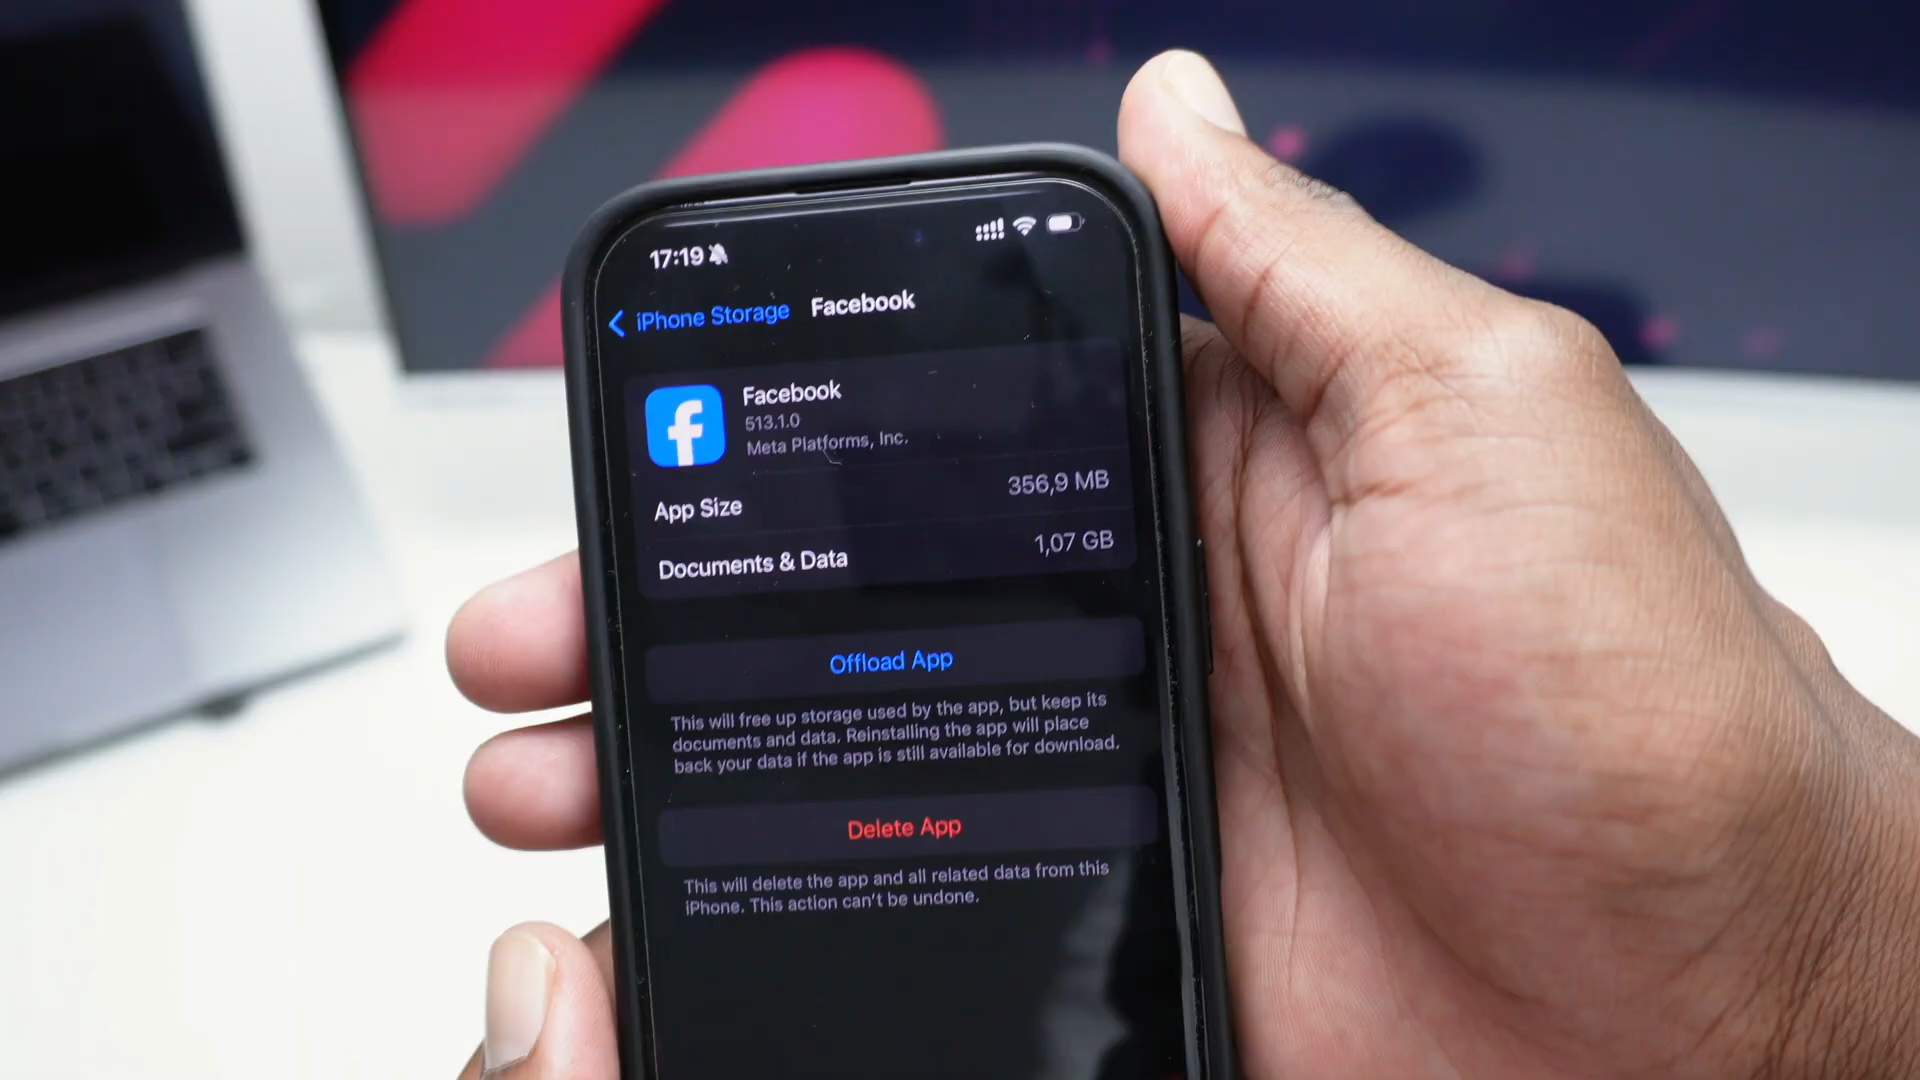 17:19
iPhone Storage Facebook
Facebook
513.1.0
Meta Platforms, Inc.
App Size 356,9 MB
Documents & Data 1,07 GB
Offload App
This will free up storage used by the app, but keep its
documents and data. Reinstalling the app will place
back your data if the app is still available for download.
Delete App
This will delete the app and all related data from this
iPhone. This action can't be undone.